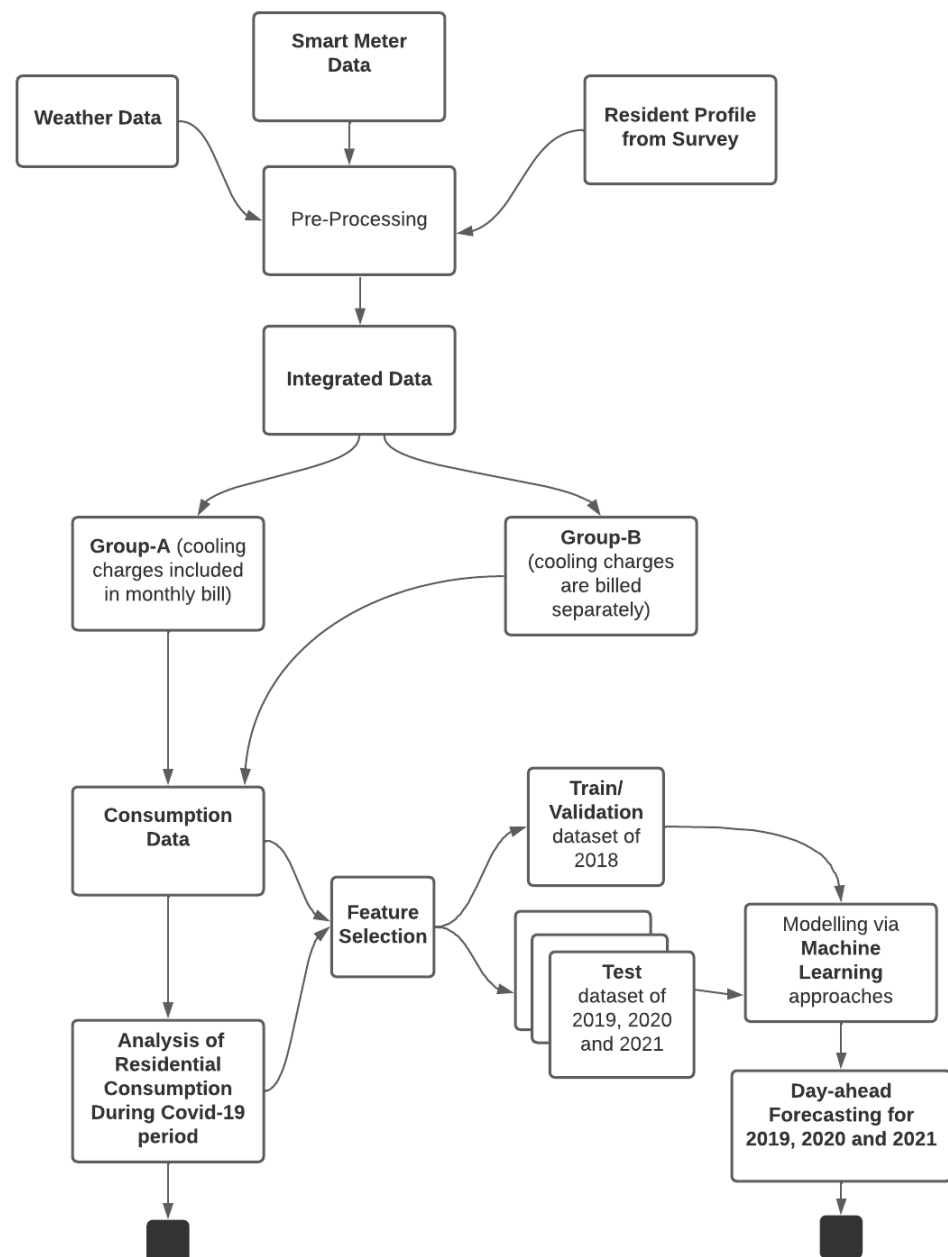 Smart Meter
Data
Weather Data
Resident Profile
from Survey
Pre-Processing
Integrated Data
Group-A (cooling
charges included
in monthly bill)
Group-B
(cooling charges
are billed
separately)
Consumption
Data
Train/
Validation
dataset of
2018
Feature
Selection
Test
dataset of
2019, 2020
and 2021
Modelling via
Machine
Learning
approaches
Analysis of
Residential
Consumption
During Covid-19
period
Day-ahead
Forecasting for
2019, 2020 and 2021